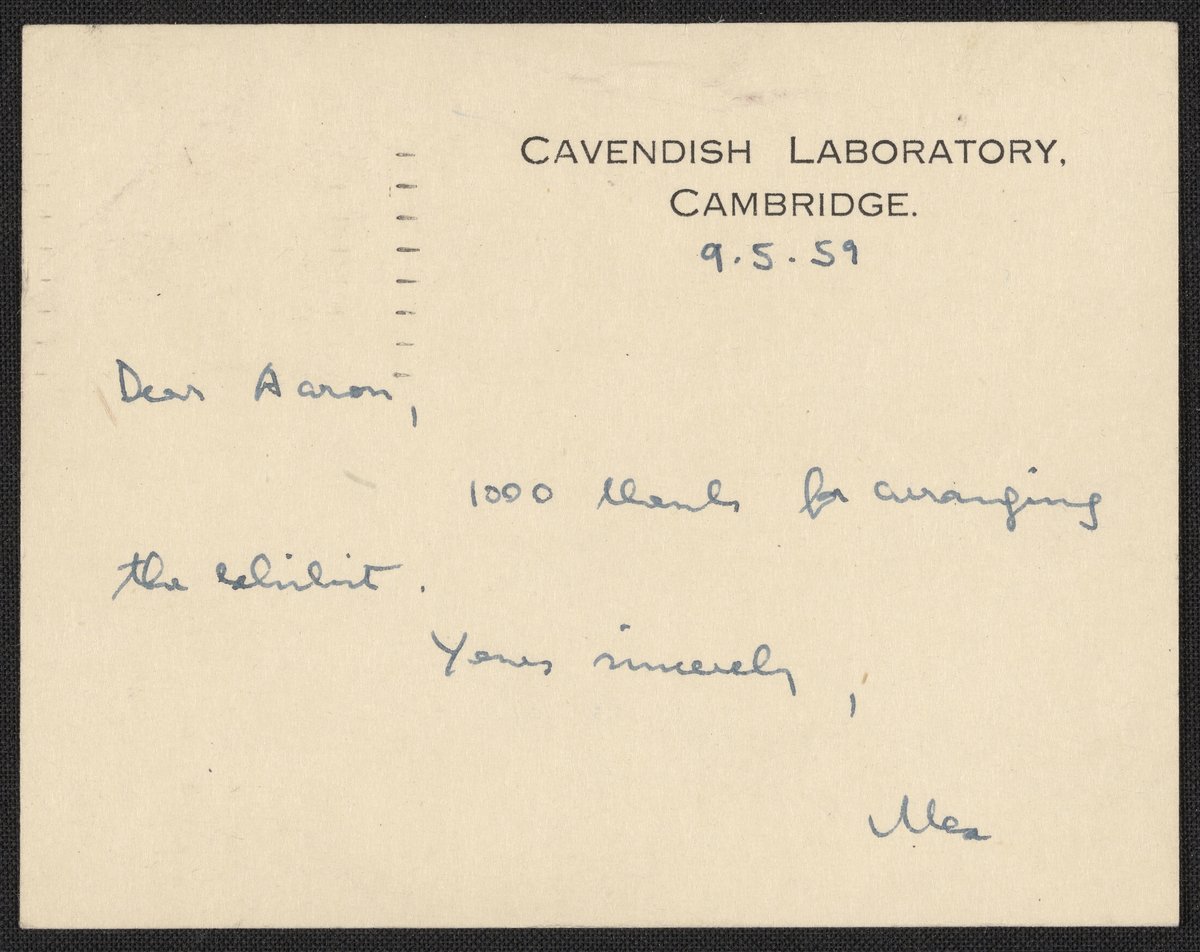 CAVENDISH LABORATORY,
CAMBRIDGE.
9.5.59
Dear Aaron,
1000 thanks for arranging
the exhibit.
Yours sincerely,
Max